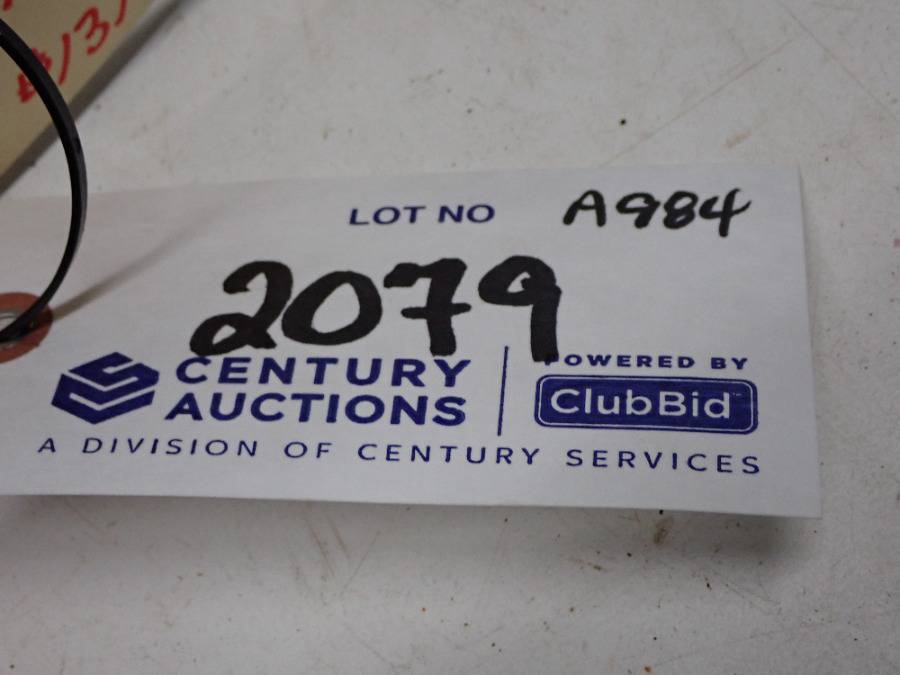 LOT NO A984
2079
CENTURY AUCTIONS
POWERED BY
ClubBid
A DIVISION OF CENTURY SERVICES